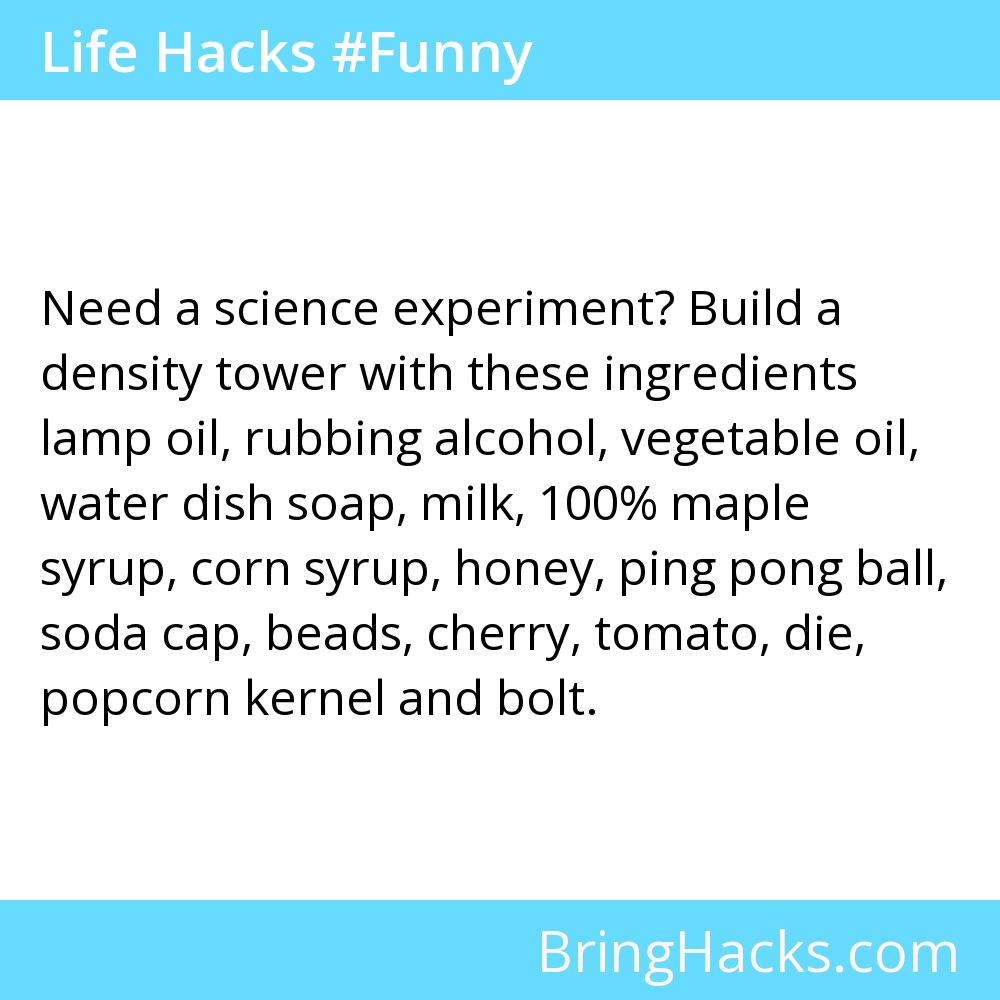 Life Hacks #Funny
Need a science experiment? Build a
density tower with these ingredients
lamp oil, rubbing alcohol, vegetable oil,
water dish soap, milk, 100% maple
syrup, corn syrup, honey, ping pong ball,
soda cap, beads, cherry, tomato, die,
popcorn kernel and bolt.
BringHacks.com